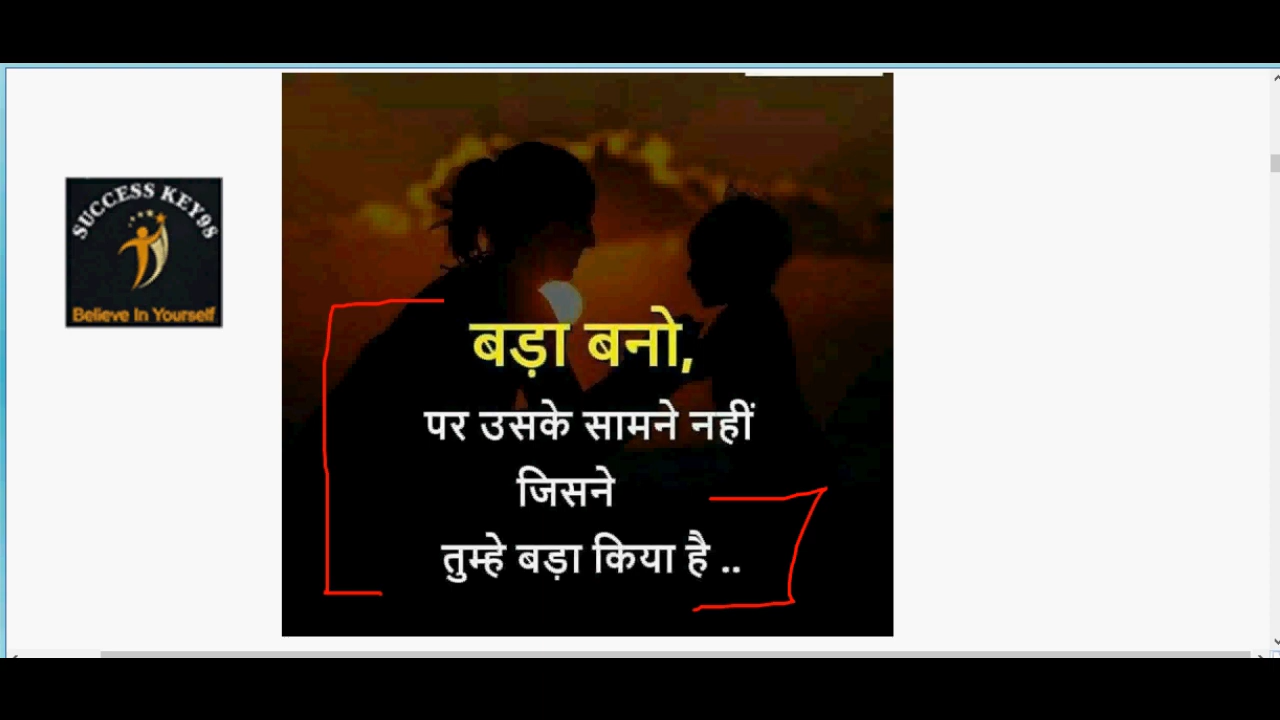 SUCCESS KEY98
Believe In Yourself
बड़ा बनो,
पर उसके सामने नहीं
जिसने
तुम्हे बड़ा किया है ..